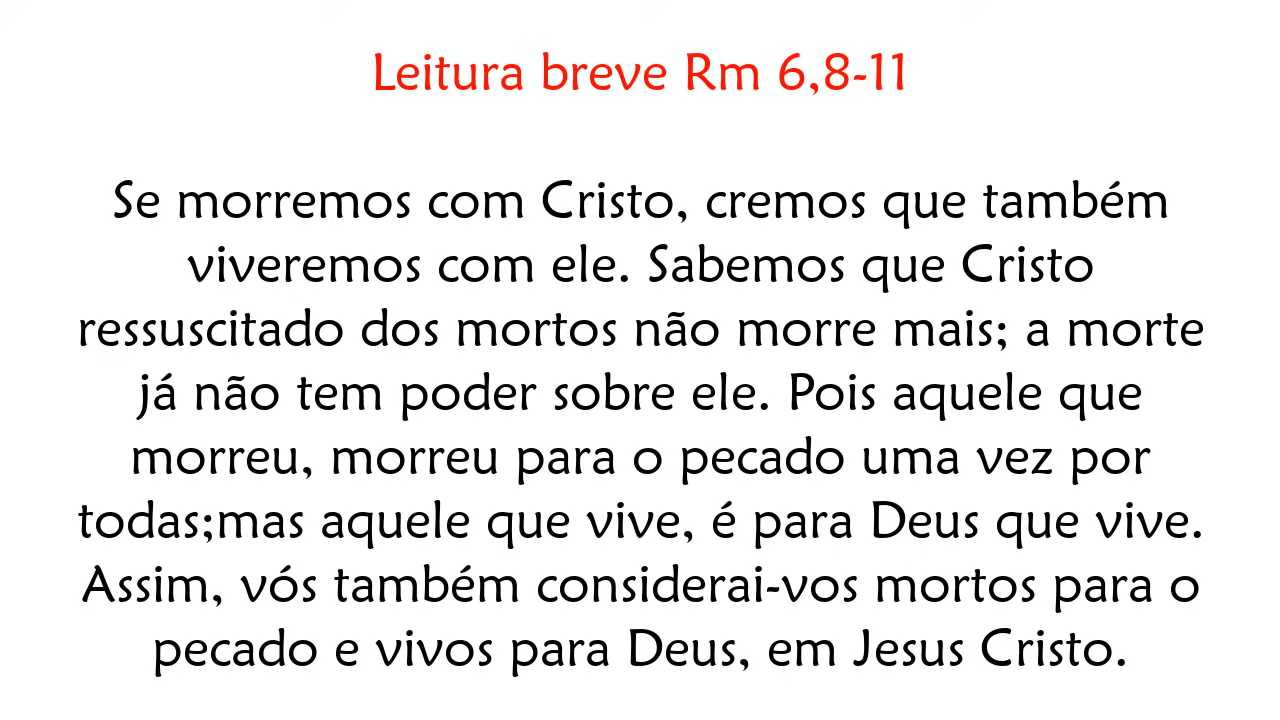 Leitura breve Rm 6,8-11
Se morremos com Cristo, cremos que também
viveremos com ele. Sabemos que Cristo
ressuscitado dos mortos não morre mais; a morte
já não tem poder sobre ele. Pois aquele que
morreu, morreu para o pecado uma vez por
todas;mas aquele que vive, é para Deus que vive.
Assim, vós também considerai-vos mortos para o
pecado e vivos para Deus, em Jesus Cristo.